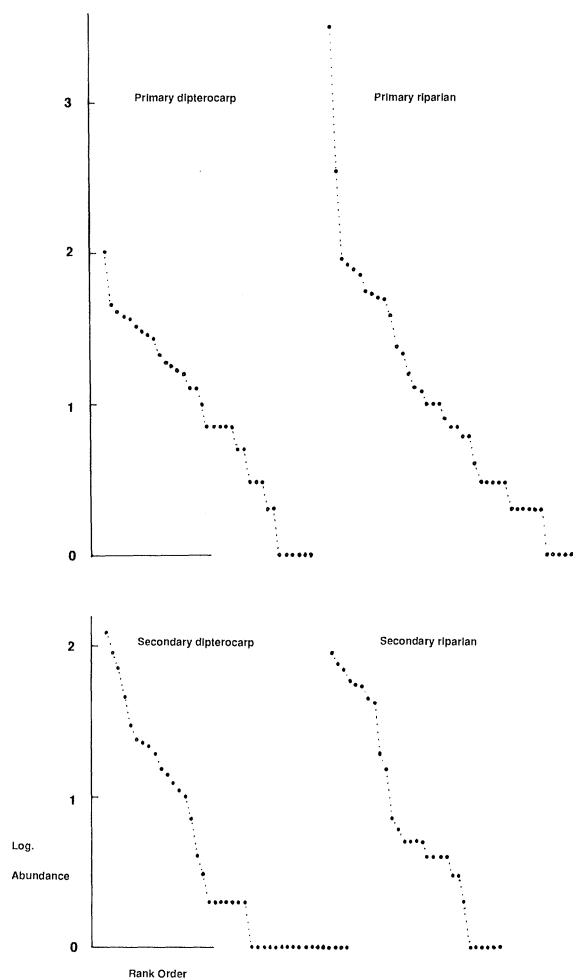 Primary dipterocarp
Primary riparian
3
2
1
0
Secondary dipterocarp
Secondary riparian
2
1
Log.
Abundance
0
Rank Order